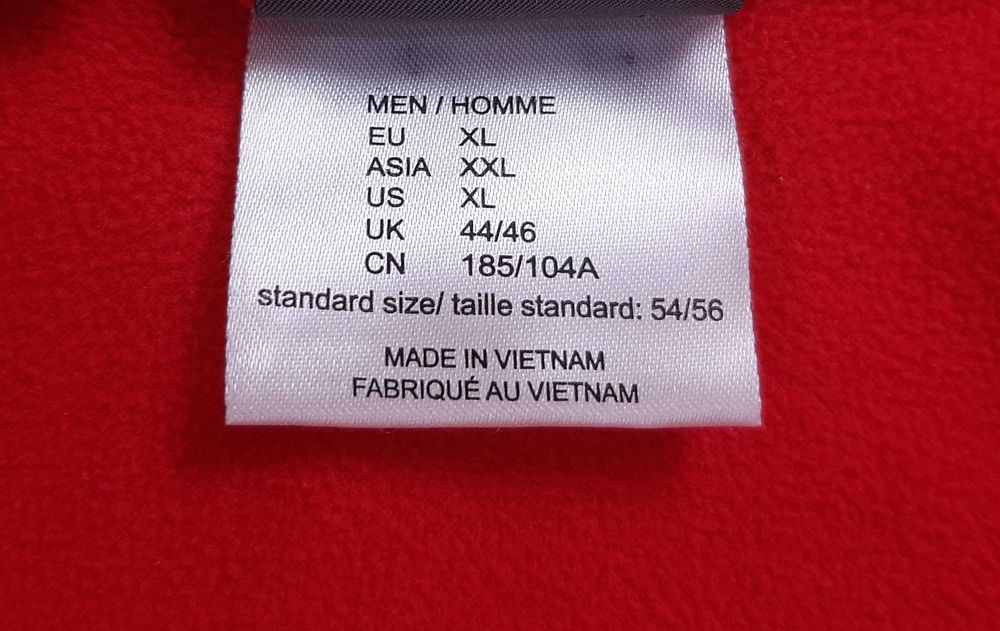 MEN / HOMME
EU XL
ASIA XXL
US XL
UK 44/46
CN 185/104A
standard size/ taille standard: 54/56
MADE IN VIETNAM
FABRIQUÉ AU VIETNAM